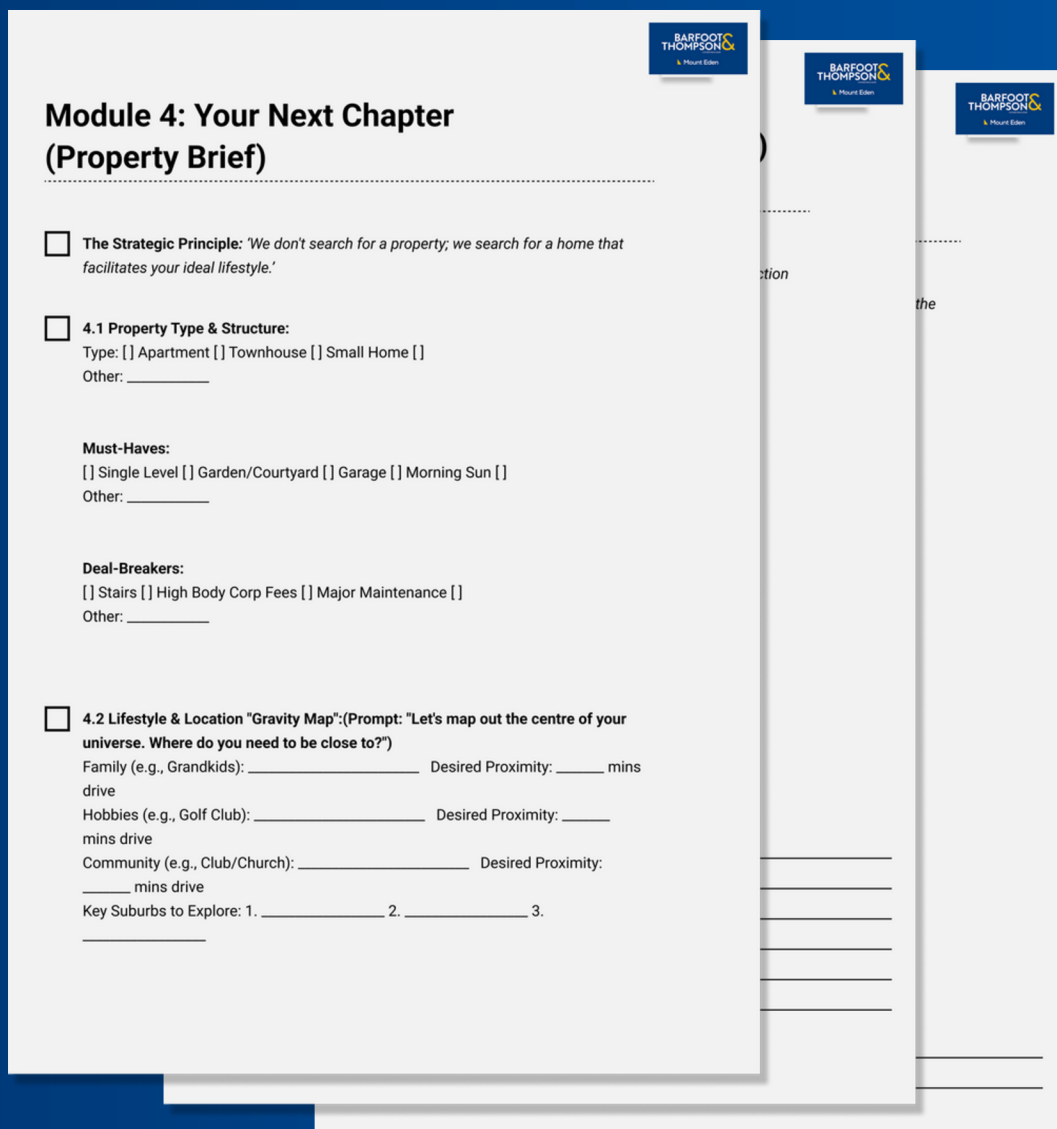 BARFOOT &
THOMPSON
Mount Eden
Module 4: Your Next Chapter
(Property Brief)
The Strategic Principle: 'We don't search for a property; we search for a home that
facilitates your ideal lifestyle.'
4.1 Property Type & Structure:
Type: [ ] Apartment [ ] Townhouse [ ] Small Home [ ]
Other: __________
Must-Haves:
[ ] Single Level [ ] Garden/Courtyard [ ] Garage [ ] Morning Sun [ ]
Other: __________
Deal-Breakers:
[ ] Stairs [ ] High Body Corp Fees [ ] Major Maintenance [ ]
Other: __________
4.2 Lifestyle & Location "Gravity Map":(Prompt: "Let's map out the centre of your
universe. Where do you need to be close to?")
Family (e.g., Grandkids): _____________________ Desired Proximity: ______ mins
drive
Hobbies (e.g., Golf Club): _____________________ Desired Proximity: ______
mins drive
Community (e.g., Club/Church): _____________________ Desired Proximity:
______ mins drive
Key Suburbs to Explore: 1. _______________ 2. _______________ 3.
_______________
BARFOOT &
THOMPSON
Mount Eden
)
ction
BARFOOT &
THOMPSON
Mount Eden
the